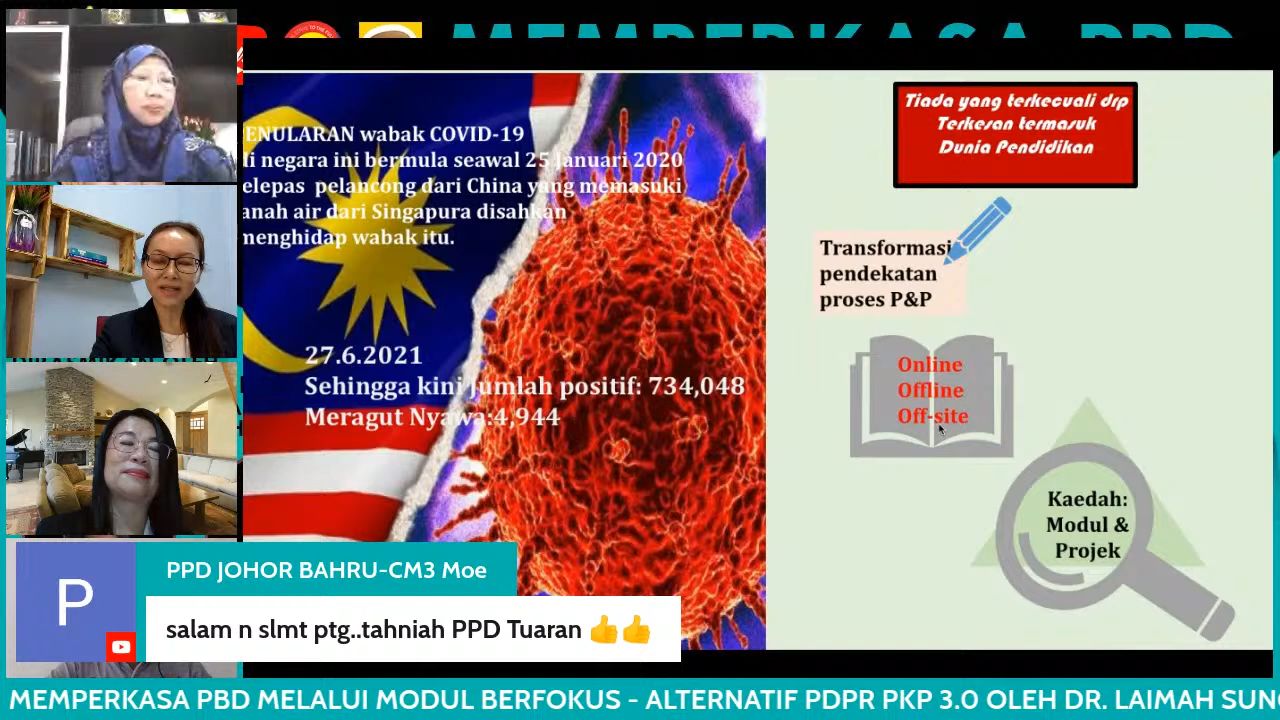 MEMPERKASA PBD
ENULARAN wabak COVID-19
di negara ini bermula seawal 25 Januari 2020
elepas pelancong dari China yang memasuki
anah air dari Singapura disahkan
menghidap wabak itu.
27.6.2021
Sehingga kini jumlah positif: 734,048
Meragut Nyawa:4,944
Tiada yang terkecuali drp
Terkesan termasuk
Dunia Pendidikan
Transformasi
pendekatan
proses P&P
Online
Offline
Off-site
Kaedah:
Modul &
Projek
P
PPD JOHOR BAHRU-CM3 Moe
salam n slmt ptg..tahniah PPD Tuaran 👍👍
MEMPERKASA PBD MELALUI MODUL BERFOKUS - ALTERNATIF PDPR PKP 3.0 OLEH DR. LAIMAH SUNG